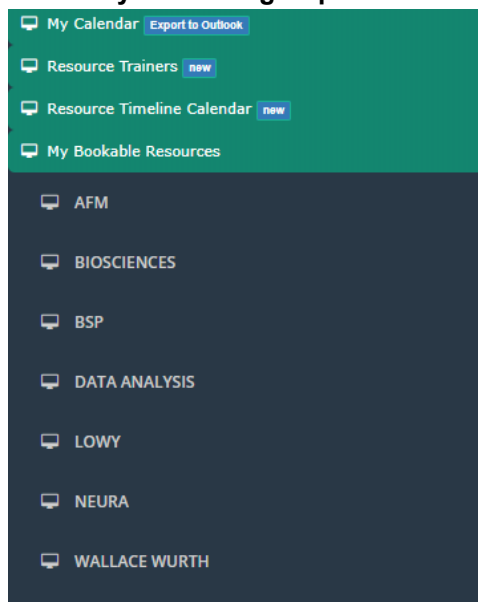 My Calendar Export to Outlook
Resource Trainers new
Resource Timeline Calendar new
My Bookable Resources
AFM
BIOSCIENCES
BSP
DATA ANALYSIS
LOWY
NEURA
WALLACE WURTH